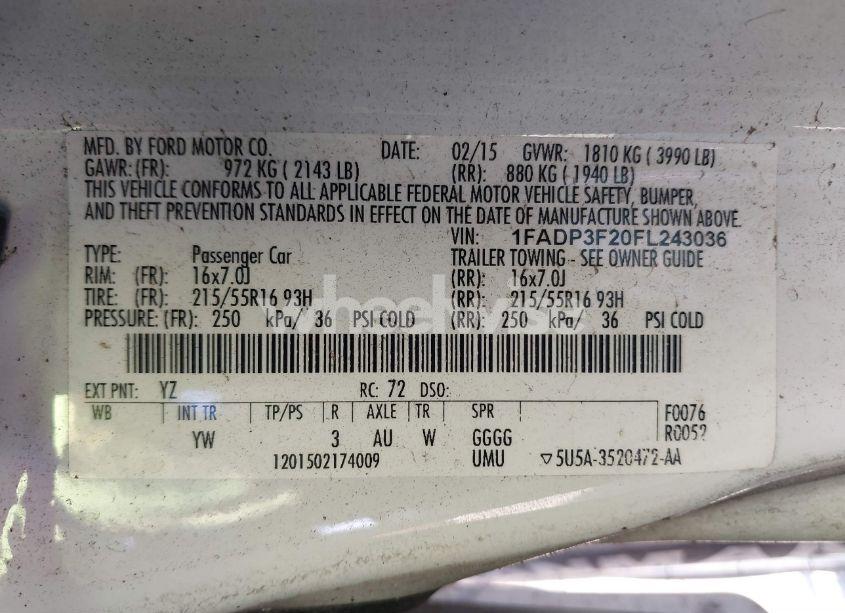 MFD. BY FORD MOTOR CO. DATE: 02/15 GVWR: 1810 KG ( 3990 LB)
GAWR: (FR): 972 KG ( 2143 LB) (RR): 880 KG ( 1940 LB)
THIS VEHICLE CONFORMS TO ALL APPLICABLE FEDERAL MOTOR VEHICLE SAFETY, BUMPER,
AND THEFT PREVENTION STANDARDS IN EFFECT ON THE DATE OF MANUFACTURE SHOWN ABOVE.
VIN: 1FADP3F20FL243036
TYPE: Passenger Car TRAILER TOWING - SEE OWNER GUIDE
RIM: (FR): 16x7.0J (RR): 16x7.0J
TIRE: (FR): 215/55R16 93H (RR): 215/55R16 93H
PRESSURE: (FR): 250 kPa/ 36 PSI COLD (RR): 250 kPa/ 36 PSI COLD
EXT PNT: YZ RC: 72 DSO:
WB INT TR TP/PS R AXLE TR SPR F0076
YW 3 AU W GGGG R0052
1201502174009 UMU ▽5U5A-3520472-AA